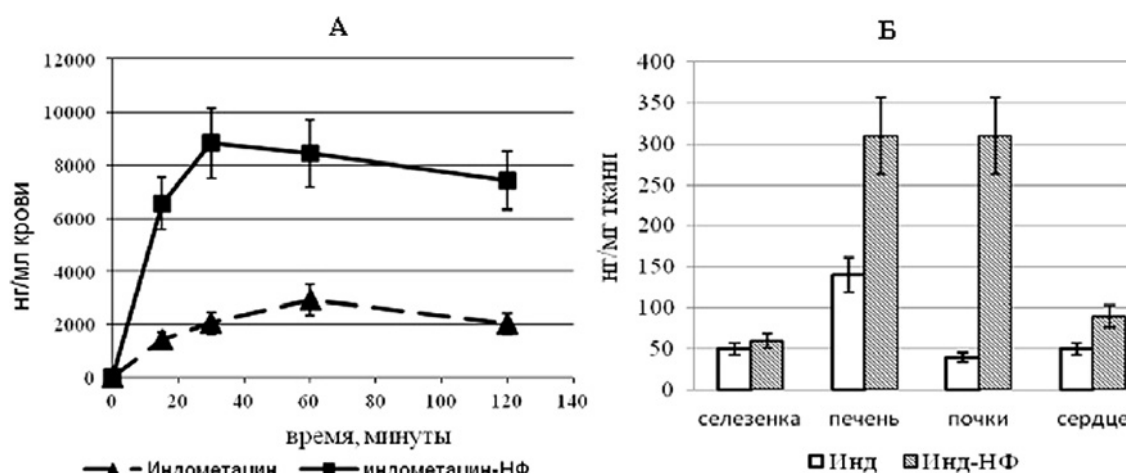 А
12000
10000
8000
6000
4000
2000
0
нг/мл крови
0 20 40 60 80 100 120 140
время, минуты
Индометацин индометацин-НФ
Б
400
350
300
250
200
150
100
50
0
нг/мг ткани
селезенка печень почки сердце
Инд Инд-НФ